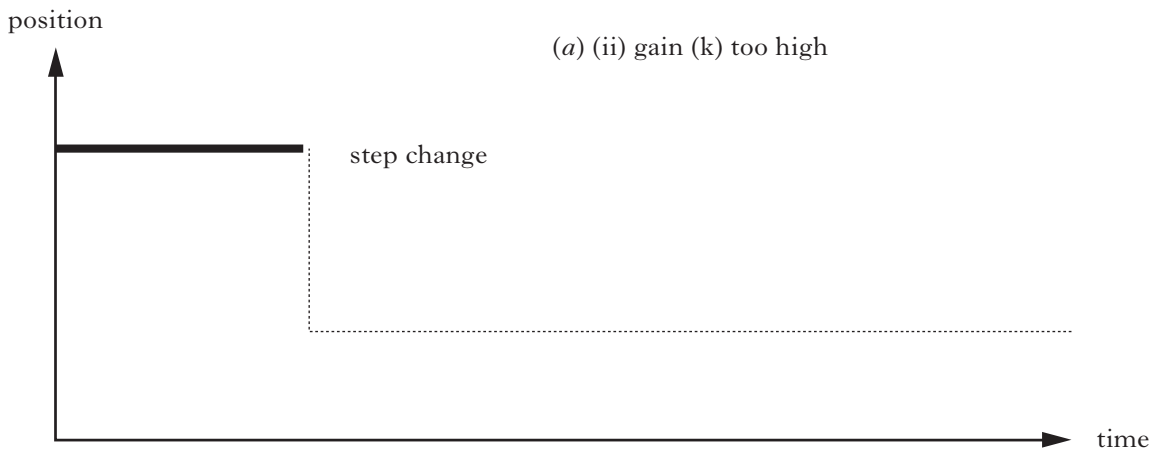 position
(a) (ii) gain (k) too high
step change
time